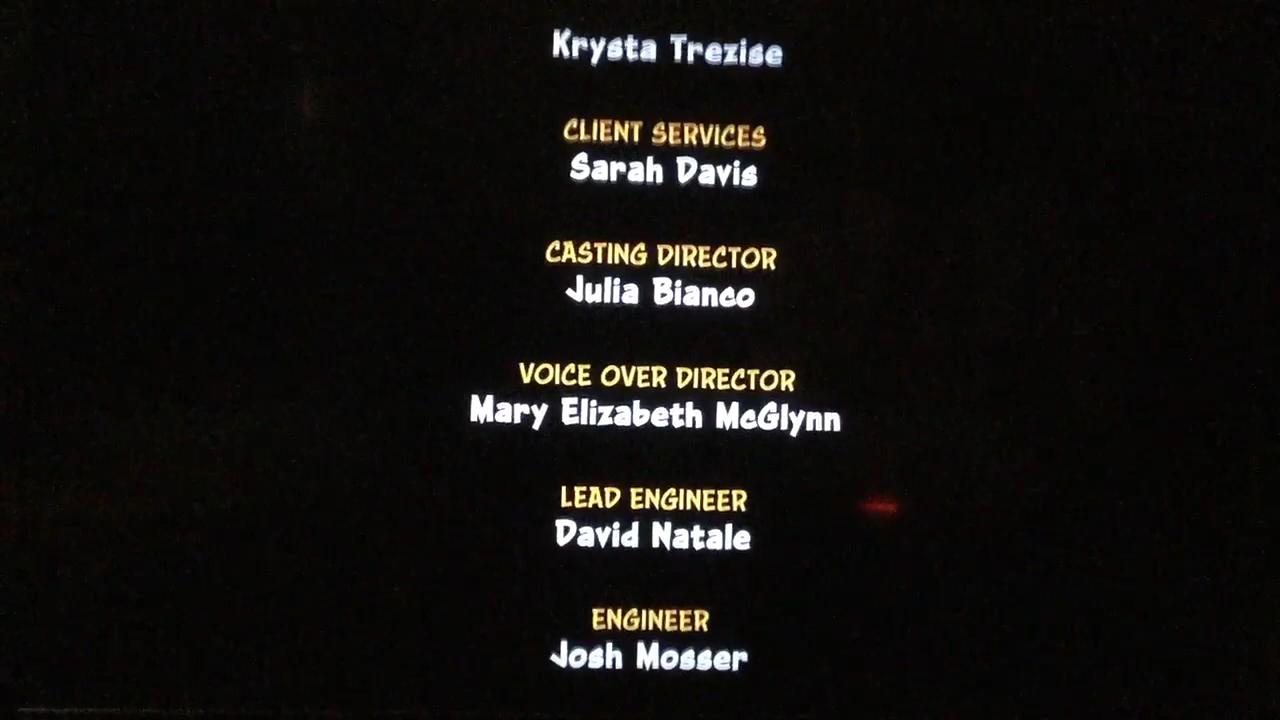 Krysta Trezise
CLIENT SERVICES
Sarah Davis
CASTING DIRECTOR
Julia Bianco
VOICE OVER DIRECTOR
Mary Elizabeth McGlynn
LEAD ENGINEER
David Natale
ENGINEER
Josh Mosser